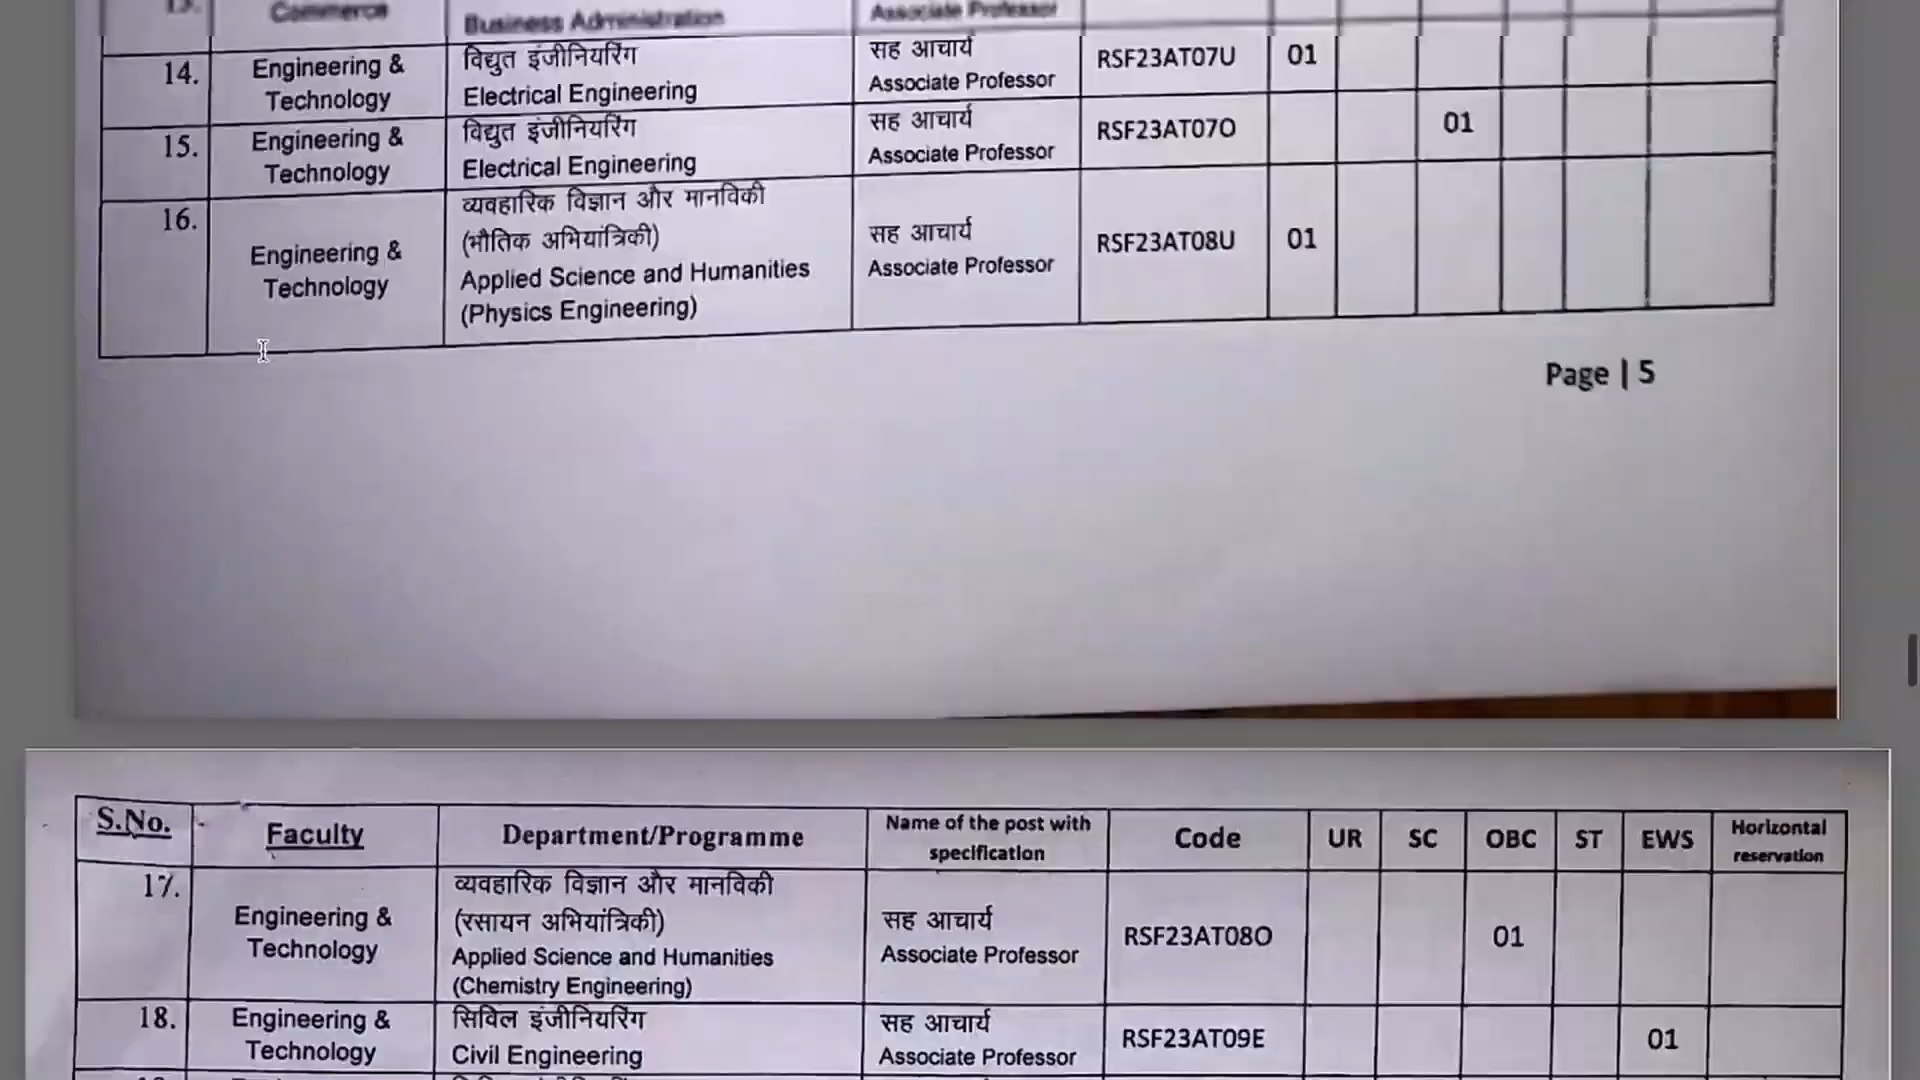 Commerce
Business Administration
Associate Professor
14.
Engineering &
Technology
विद्युत इंजीनियरिंग
Electrical Engineering
सह आचार्य
Associate Professor
RSF23AT07U
01
15.
Engineering &
Technology
विद्युत इंजीनियरिंग
Electrical Engineering
सह आचार्य
Associate Professor
RSF23AT07O
01
16.
Engineering &
Technology
व्यवहारिक विज्ञान और मानविकी
(भौतिक अभियांत्रिकी)
Applied Science and Humanities
(Physics Engineering)
सह आचार्य
Associate Professor
RSF23AT08U
01
Page | 5
S.No.
Faculty
Department/Programme
Name of the post with
specification
Code
UR
SC
OBC
ST
EWS
Horizontal
reservation
17.
Engineering &
Technology
व्यवहारिक विज्ञान और मानविकी
(रसायन अभियांत्रिकी)
Applied Science and Humanities
(Chemistry Engineering)
सह आचार्य
Associate Professor
RSF23AT08O
01
18.
Engineering &
Technology
सिविल इंजीनियरिंग
Civil Engineering
सह आचार्य
Associate Professor
RSF23AT09E
01